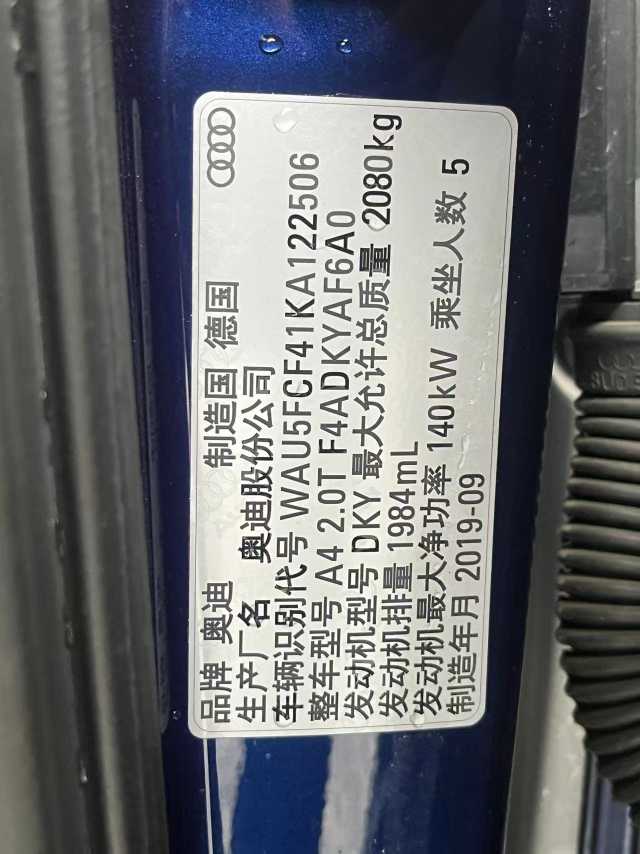 品牌 奥迪 制造国 德国
生产厂名 奥迪股份公司
车辆识别代号 WAU5FCF41KA122506
整车型号 A4 2.0T F4ADKYAF6A0
发动机型号 DKY 最大允许总质量 2080kg
发动机排量 1984mL
发动机最大净功率 140kW 乘坐人数 5
制造年月 2019-09